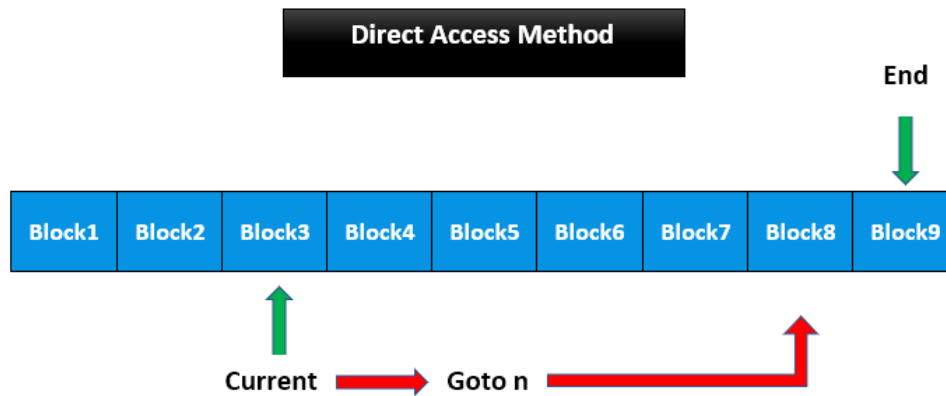 Direct Access Method
End
Block1 Block2 Block3 Block4 Block5 Block6 Block7 Block8 Block9
Current Goto n